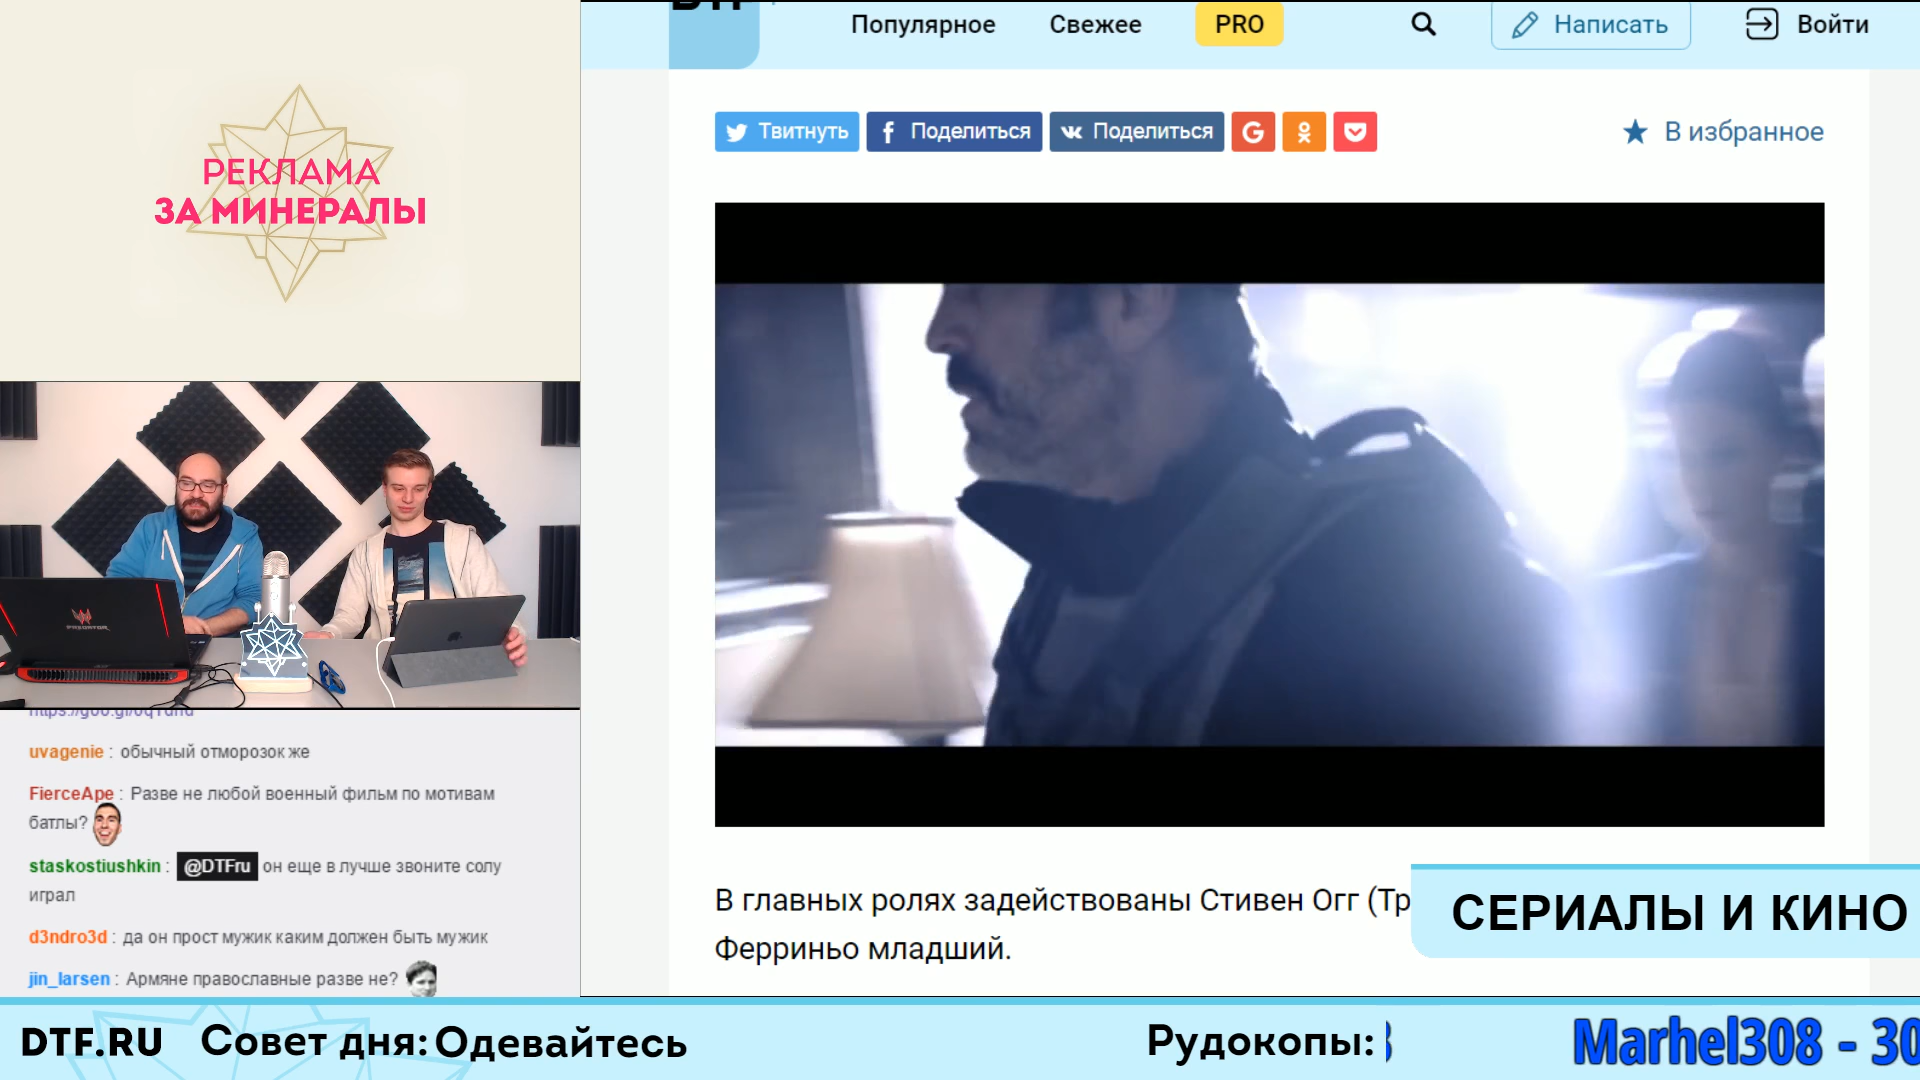 РЕКЛАМА
ЗА МИНЕРАЛЫ
uvagenie : обычный отморозок же
FierceApe : Разве не любой военный фильм по мотивам
батлы?
staskostiushkin : @DTFru он еще в лучше звоните солу
играл
d3ndro3d : да он прост мужик каким должен быть мужик
jin_larsen : Армяне православные разве не?
DTF
Популярное
Свежее
PRO
Написать
Войти
Твитнуть
Поделиться
Поделиться
В избранное
В главных ролях задействованы Стивен Огг (Тр
Ферриньо младший.
СЕРИАЛЫ И КИНО
DTF.RU
Совет дня: Одевайтесь
Рудокопы:
Marhel308 - 30